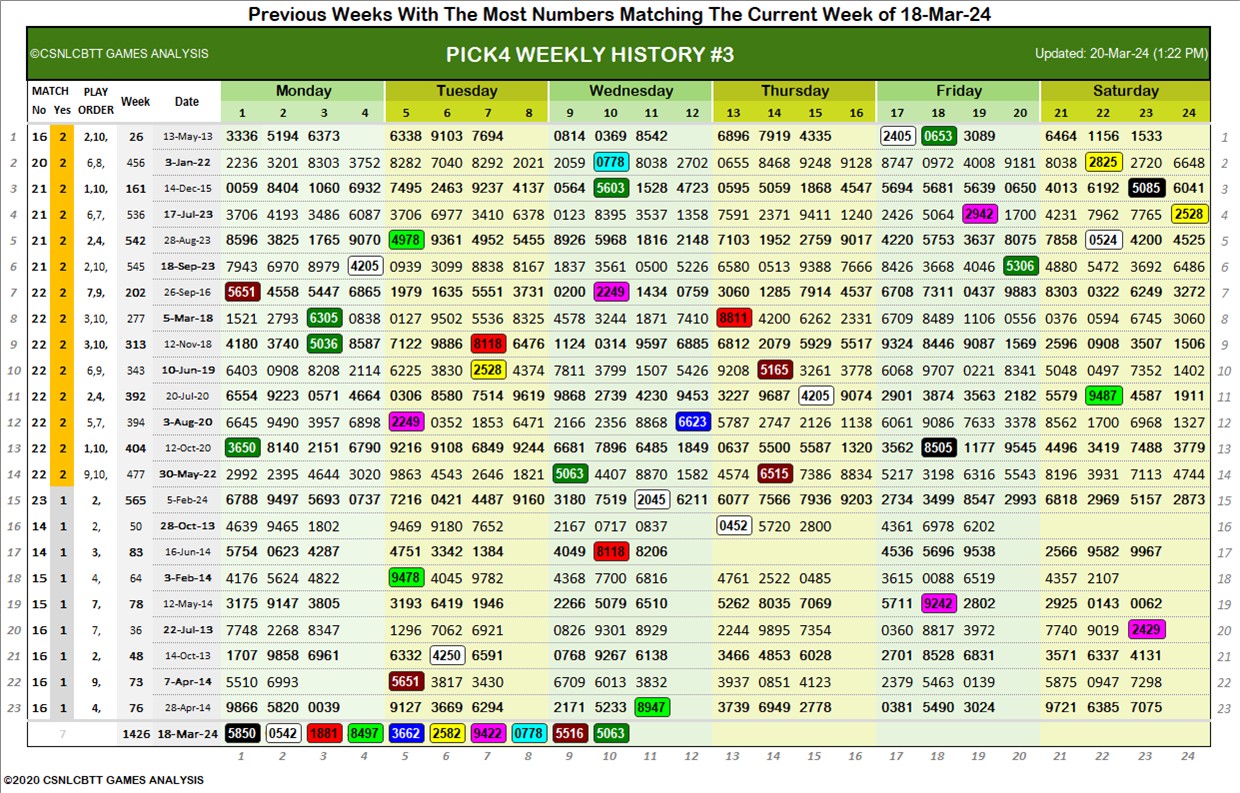 Previous Weeks With The Most Numbers Matching The Current Week of 18-Mar-24
©CSNLCBTT GAMES ANALYSIS PICK4 WEEKLY HISTORY #3 Updated: 20-Mar-24 (1:22 PM)
MATCH PLAY Week Date Monday Tuesday Wednesday Thursday Friday Saturday
No Yes ORDER 1 2 3 4 5 6 7 8 9 10 11 12 13 14 15 16 17 18 19 20 21 22 23 24
1 16 2 2,10, 26 13-May-13 3336 5194 6373 6338 9103 7694 0814 0369 8542 6896 7919 4335 2405 0653 3089 6464 1156 1533 1
2 20 2 6,8, 456 3-Jan-22 2236 3201 8303 3752 8282 7040 8292 2021 2059 0778 8038 2702 0655 8468 9248 9128 8747 0972 4008 9181 8038 2825 2720 6648 2
3 21 2 1,10, 161 14-Dec-15 0059 8404 1060 6932 7495 2463 9237 4137 0564 5603 1528 4723 0595 5059 1868 4547 5694 5681 5639 0650 4013 6192 5085 6041 3
4 21 2 6,7, 536 17-Jul-23 3706 4193 3486 6087 3706 6977 3410 6378 0123 8395 3537 1358 7591 2371 9411 1240 2426 5064 2942 1700 4231 7962 7765 2528 4
5 21 2 2,4, 542 28-Aug-23 8596 3825 1765 9070 4978 9361 4952 5455 8926 5968 1816 2148 7103 1952 2759 9017 4220 5753 3637 8075 7858 0524 4200 4525 5
6 21 2 2,10, 545 18-Sep-23 7943 6970 8979 4205 0939 3099 8838 8167 1837 3561 0500 5226 6580 0513 9388 7666 8426 3668 4046 5306 4880 5472 3692 6486 6
7 22 2 7,9, 202 26-Sep-16 5651 4558 5447 6865 1979 1635 5551 3731 0200 2249 1434 0159 3060 1285 7914 4537 6708 7311 0437 9883 2803 0322 6249 3272 7
8 22 2 3,10, 277 5-Mar-18 1521 2793 6305 0838 0127 9502 5536 8325 4578 3244 1871 7410 8811 4200 6262 2331 6709 8489 1106 0556 0376 0594 6745 3060 8
9 22 2 3,10, 313 12-Nov-18 4180 3740 5036 8587 7122 9886 8118 6476 1124 0314 9597 6885 6812 2079 5929 5517 9324 8446 9087 1569 2596 0908 3507 1506 9
10 22 2 6,9, 343 10-Jun-19 6403 0908 8208 2114 6225 3830 2528 4374 7811 3799 1507 5426 9208 5165 3261 3778 6068 9707 0221 8341 5048 0497 7352 1402 10
11 22 2 2,4, 392 20-Jul-20 6554 9223 0571 4664 0306 8580 7514 9619 9868 2739 4230 9453 3227 9687 4205 9074 2901 3874 3563 2182 5579 9487 4587 1911 11
12 22 2 5,7, 394 3-Aug-20 6645 9490 3957 6898 2249 0352 1853 6471 2166 2356 8868 6623 5787 2747 2126 1138 6061 9086 7633 3378 8562 1700 6968 1327 12
13 22 2 1,10, 404 12-Oct-20 3650 8140 2151 6790 9216 9108 6849 9244 6681 7896 6485 1849 0637 5500 5587 1320 3562 8505 1177 9545 4496 3419 7488 3779 13
14 22 2 9,10, 477 30-May-22 2992 2395 4644 3020 9863 4543 2646 1821 5063 4407 8870 1582 4574 6515 7386 8834 5217 3198 6316 5543 8196 3931 7113 4744 14
15 23 1 2, 565 5-Feb-24 6788 9497 5693 0737 7216 0421 4487 9160 3180 7519 2045 6211 6077 7566 7936 9203 2734 3499 8547 2993 6818 2969 5157 2873 15
16 14 1 2, 50 28-Oct-13 4639 9465 1802 9469 9180 7652 2167 0717 0837 0452 5720 2800 4361 6978 6202 16
17 14 1 3, 83 16-Jun-14 5754 0623 4287 4751 3342 1384 4049 8118 8206 4536 5696 9538 2566 9582 9967 17
18 15 1 4, 64 3-Feb-14 4176 5624 4822 9478 4045 9782 4368 7700 6816 4761 2522 0485 3615 0088 6519 4357 2107 18
19 15 1 7, 78 12-May-14 3175 9147 3805 3193 6419 1946 2266 5079 6510 5262 8035 7069 5711 9242 2802 2925 0143 0062 19
20 16 1 7, 36 22-Jul-13 7748 2268 8347 1296 7062 6921 0826 9301 8929 2244 9895 7354 0360 8817 3972 7740 9019 2429 20
21 16 1 2, 48 14-Oct-13 1707 9858 6961 6332 4250 6591 0768 9267 6138 3466 4853 6028 2701 8528 6831 3571 6337 4131 21
22 16 1 9, 73 7-Apr-14 5510 6993 5651 3817 3430 6709 6013 3832 3937 0851 4123 2379 5463 0139 5875 0947 7298 22
23 16 1 4, 76 28-Apr-14 9866 5820 0039 9127 3669 6294 2171 5233 8947 3739 6949 2778 0381 5490 3024 9721 6385 7075 23
7 1426 18-Mar-24 5850 0542 1881 8497 3662 2582 9422 0778 5516 5063
1 2 3 4 5 6 7 8 9 10 11 12 13 14 15 16 17 18 19 20 21 22 23 24
©2020 CSNLCBTT GAMES ANALYSIS